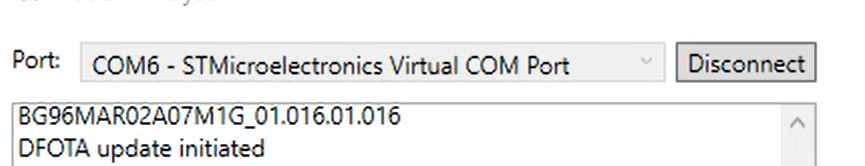 Port: COM6 - STMicroelectronics Virtual COM Port Disconnect
BG96MAR02A07M1G_01.016.01.016
DFOTA update initiated